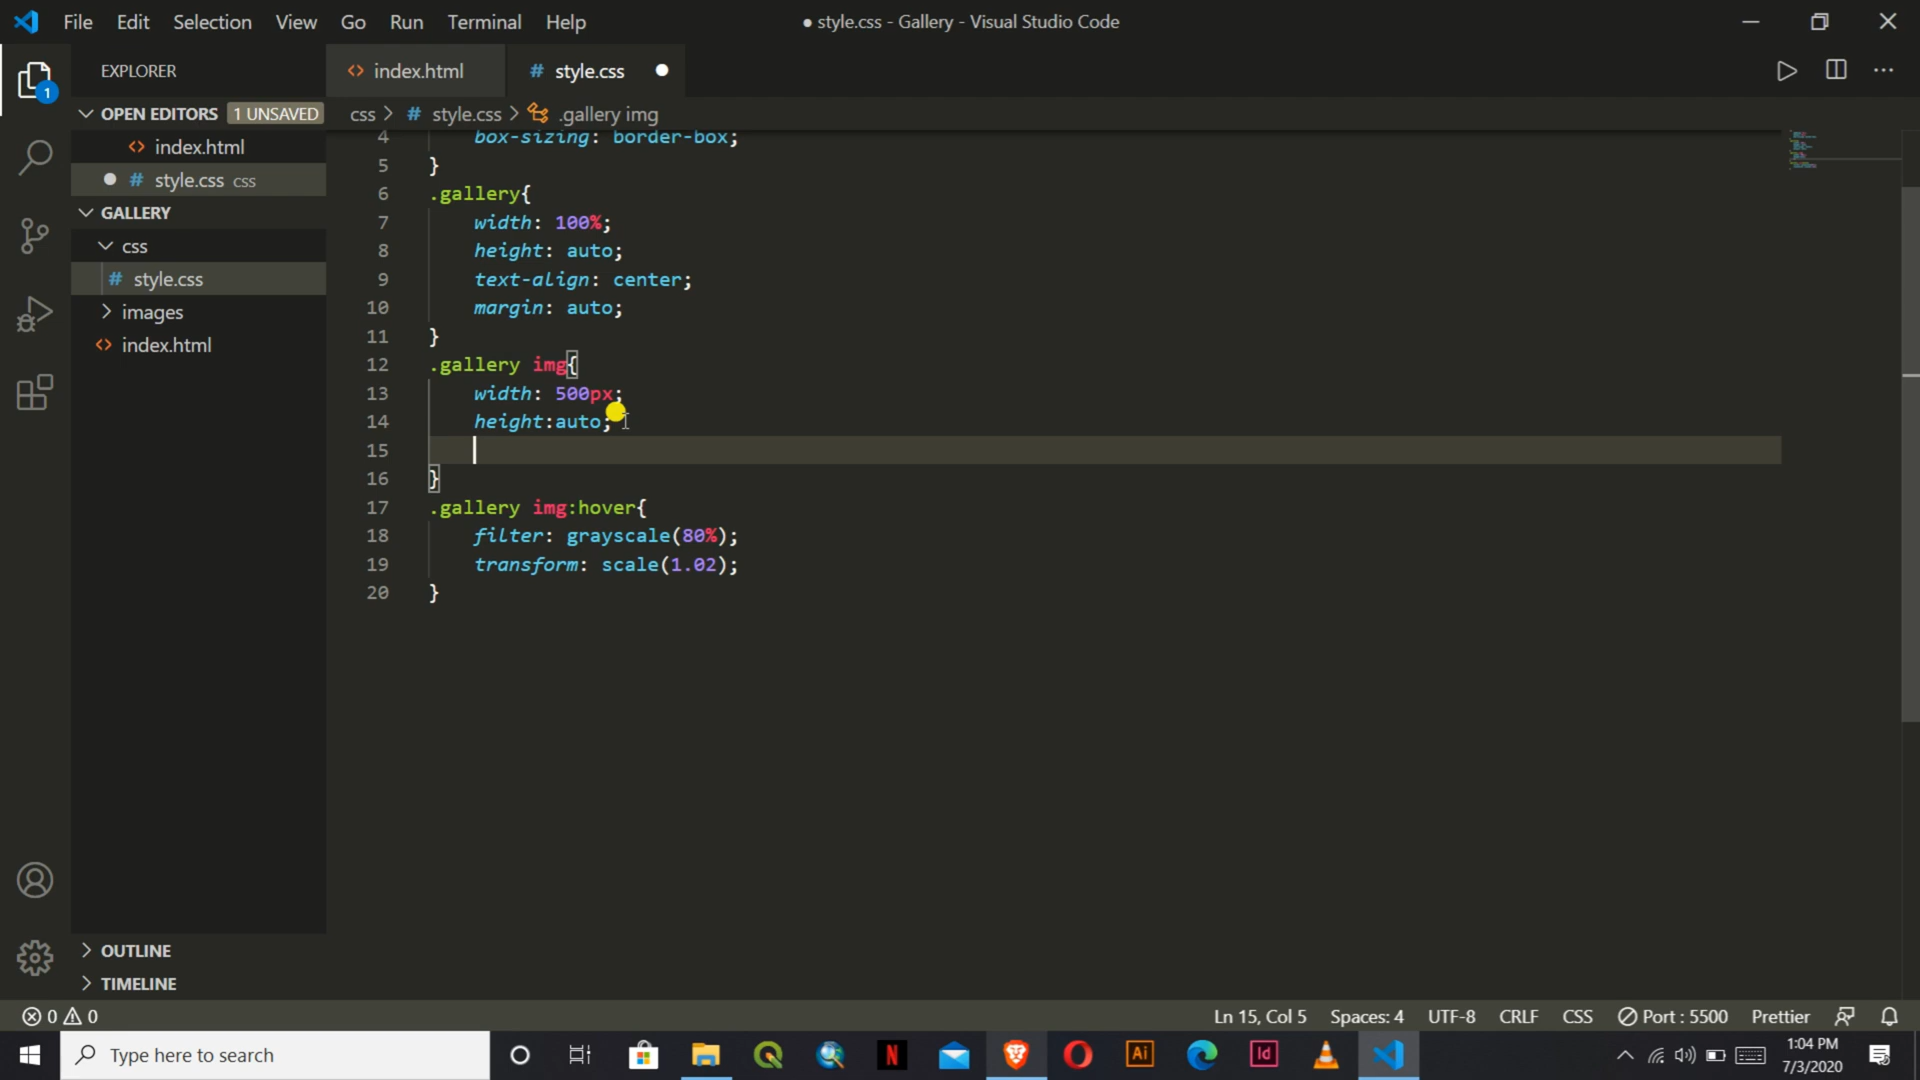 File Edit Selection View Go Run Terminal Help
● style.css - Gallery - Visual Studio Code
EXPLORER
index.html
# style.css
OPEN EDITORS 1 UNSAVED
css > # style.css > .gallery img
index.html
# style.css css
GALLERY
css
# style.css
images
index.html
4 box-sizing: border-box;
5 }
6 .gallery{
7 width: 100%;
8 height: auto;
9 text-align: center;
10 margin: auto;
11 }
12 .gallery img{
13 width: 500px;
14 height:auto;
15
16 }
17 .gallery img:hover{
18 filter: grayscale(80%);
19 transform: scale(1.02);
20 }
1
OUTLINE
TIMELINE
0 0
Ln 15, Col 5 Spaces: 4 UTF-8 CRLF CSS Port : 5500 Prettier
Type here to search
N
Ai
Id
1:04 PM
7/3/2020